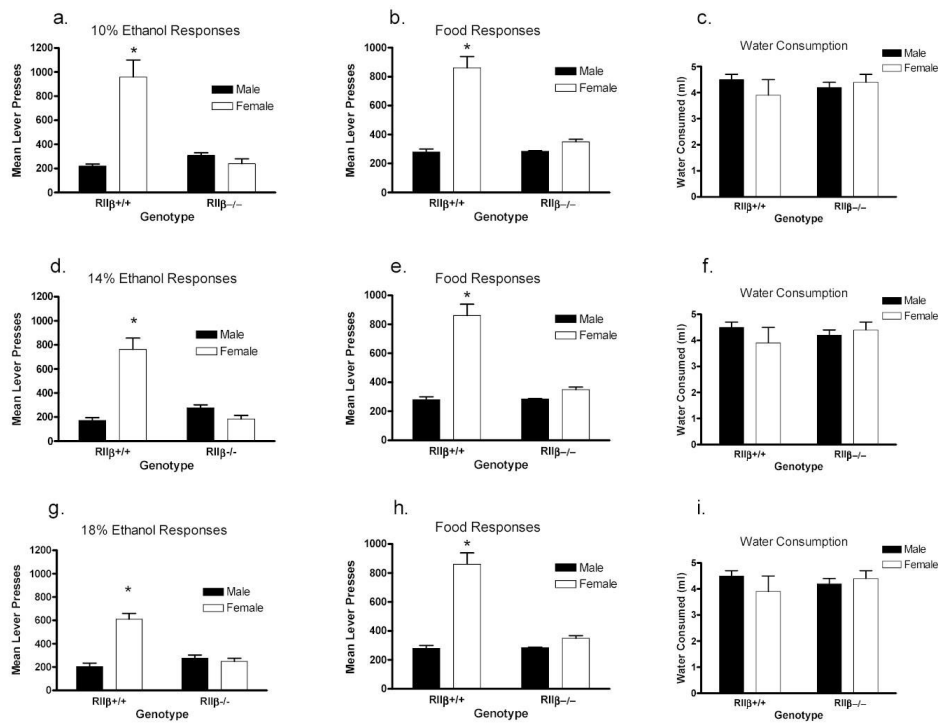 a.
10% Ethanol Responses
Mean Lever Presses
1200
1000
800
600
400
200
0
Male
Female
*
RIIβ+/+
RIIβ−/−
Genotype
b.
Food Responses
Mean Lever Presses
1000
800
600
400
200
0
*
Male
Female
RIIβ+/+
RIIβ−/−
Genotype
c.
Water Consumption
Water Consumed (ml)
5
4
3
2
1
0
Male
Female
RIIβ+/+
RIIβ−/−
Genotype
d.
14% Ethanol Responses
Mean Lever Presses
1200
1000
800
600
400
200
0
*
Male
Female
RIIβ+/+
RIIβ-/-
Genotype
e.
Food Responses
Mean Lever Presses
1000
800
600
400
200
0
*
Male
Female
RIIβ+/+
RIIβ−/−
Genotype
f.
Water Consumption
Water Consumed (ml)
5
4
3
2
1
0
Male
Female
RIIβ+/+
RIIβ−/−
Genotype
g.
18% Ethanol Responses
Mean Lever Presses
1200
1000
800
600
400
200
0
*
Male
Female
RIIβ+/+
RIIβ-/-
Genotype
h.
Food Responses
Mean Lever Presses
1000
800
600
400
200
0
*
Male
Female
RIIβ+/+
RIIβ−/−
Genotype
i.
Water Consumption
Water Consumed (ml)
5
4
3
2
1
0
Male
Female
RIIβ+/+
RIIβ−/−
Genotype